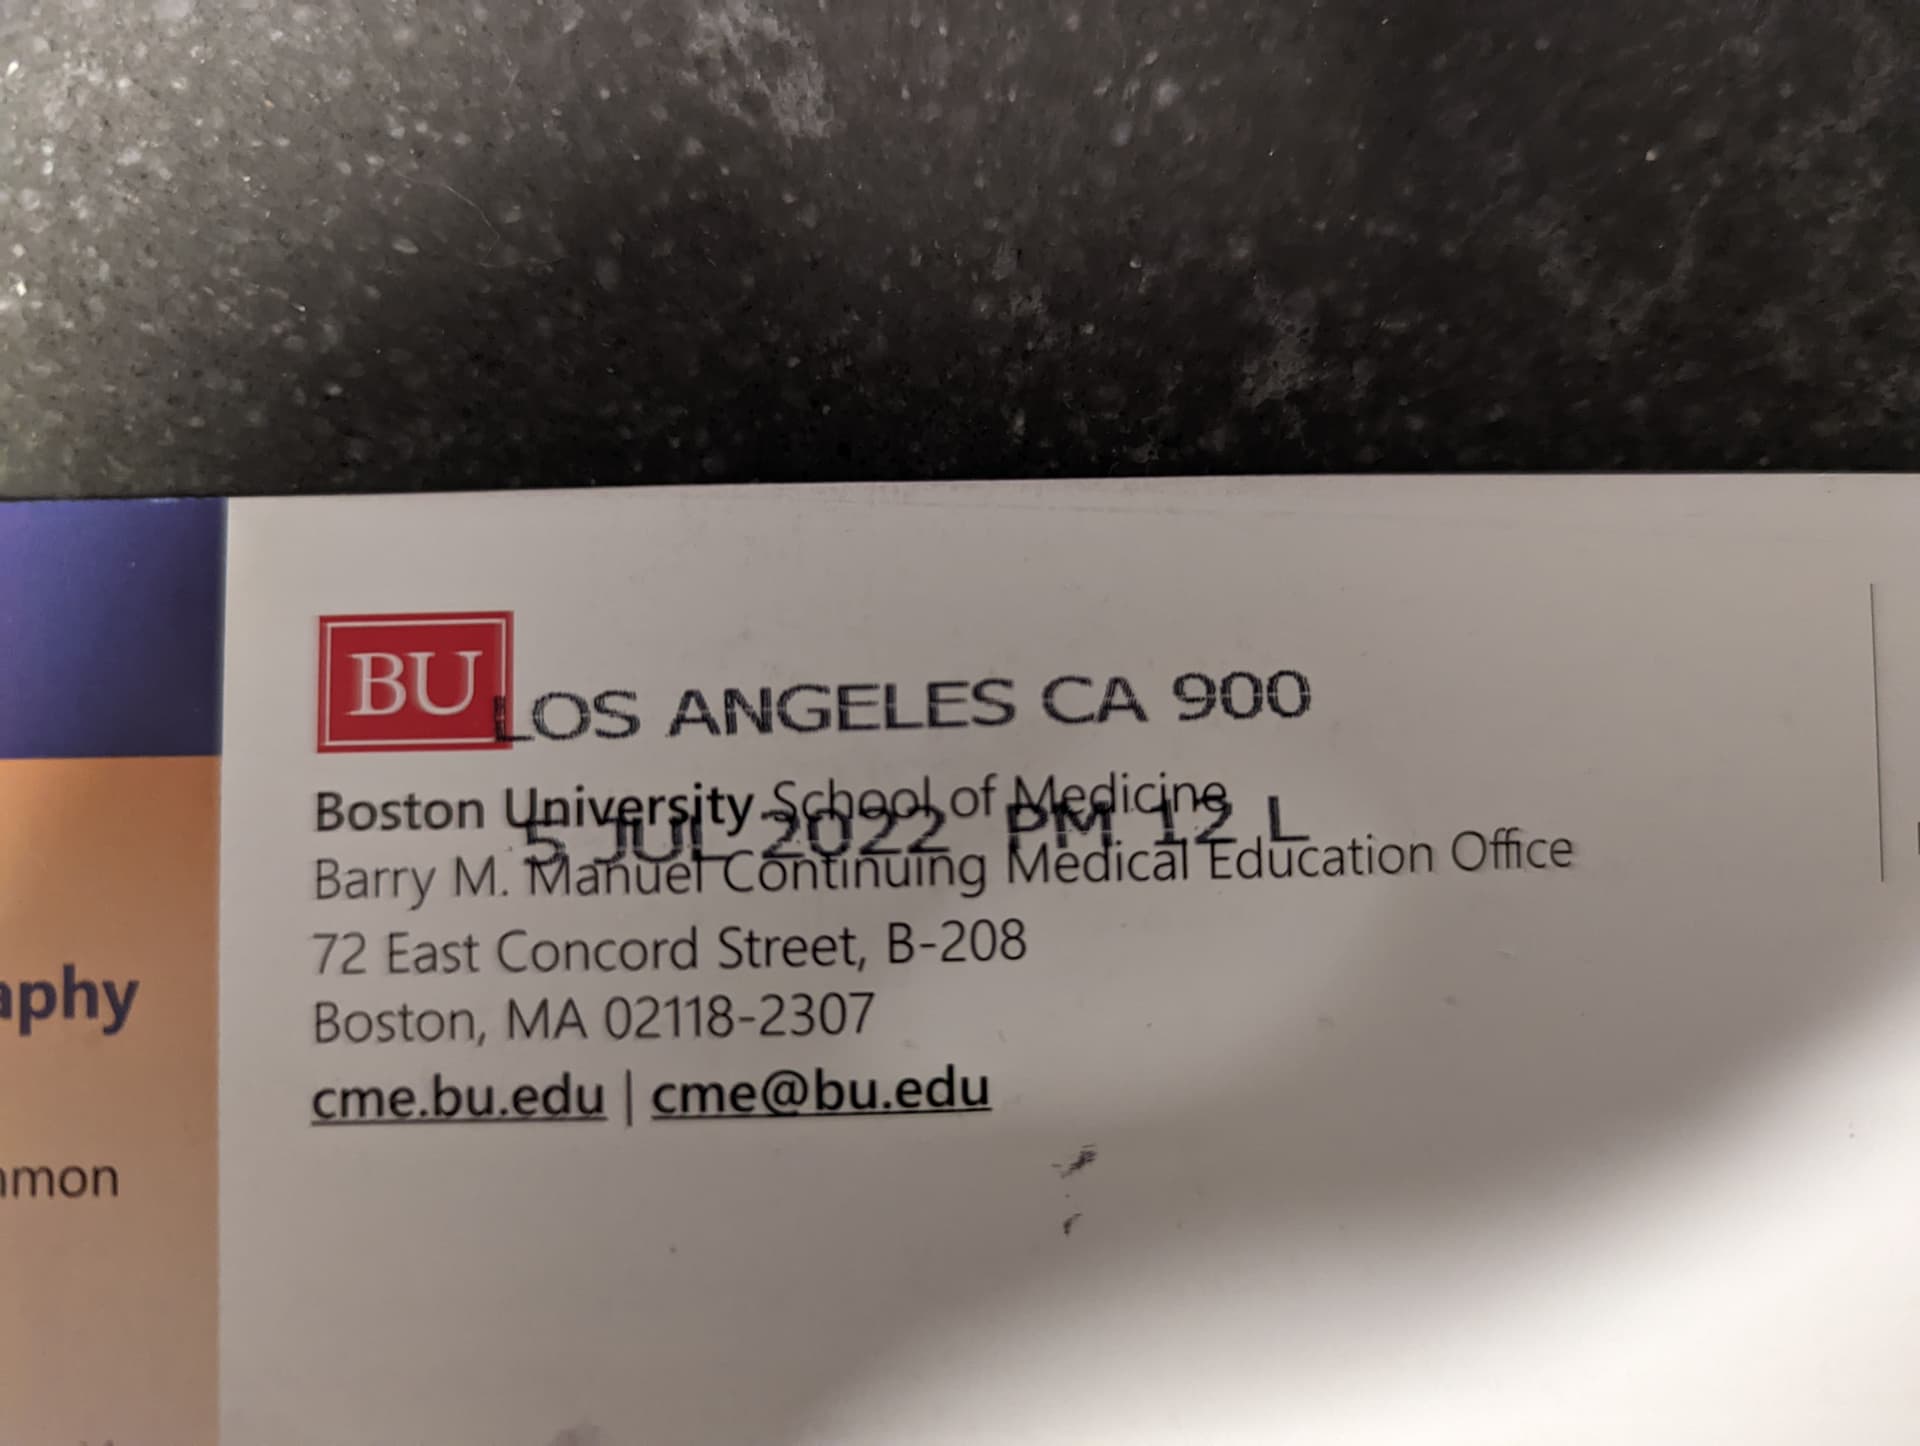 BU
LOS ANGELES CA 900
Boston University School of Medicine
5 JUL 2022 PM 12 L
Barry M. Manuel Continuing Medical Education Office
72 East Concord Street, B-208
Boston, MA 02118-2307
cme.bu.edu | cme@bu.edu
aphy
mon